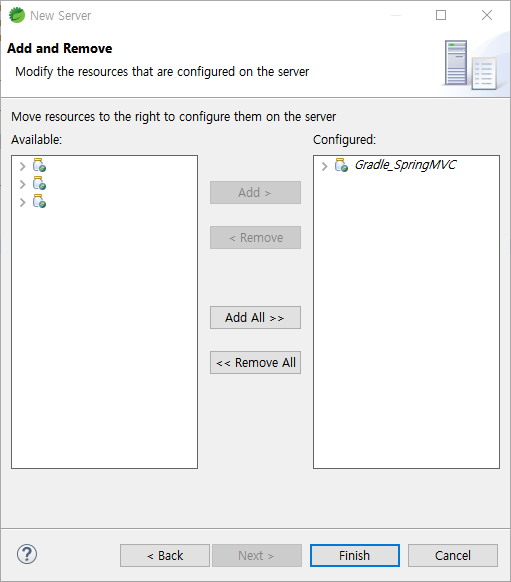 New Server
Add and Remove
Modify the resources that are configured on the server
Move resources to the right to configure them on the server
Available:
Configured:
Gradle_SpringMVC
Add >
< Remove
Add All >>
<< Remove All
?
< Back
Next >
Finish
Cancel